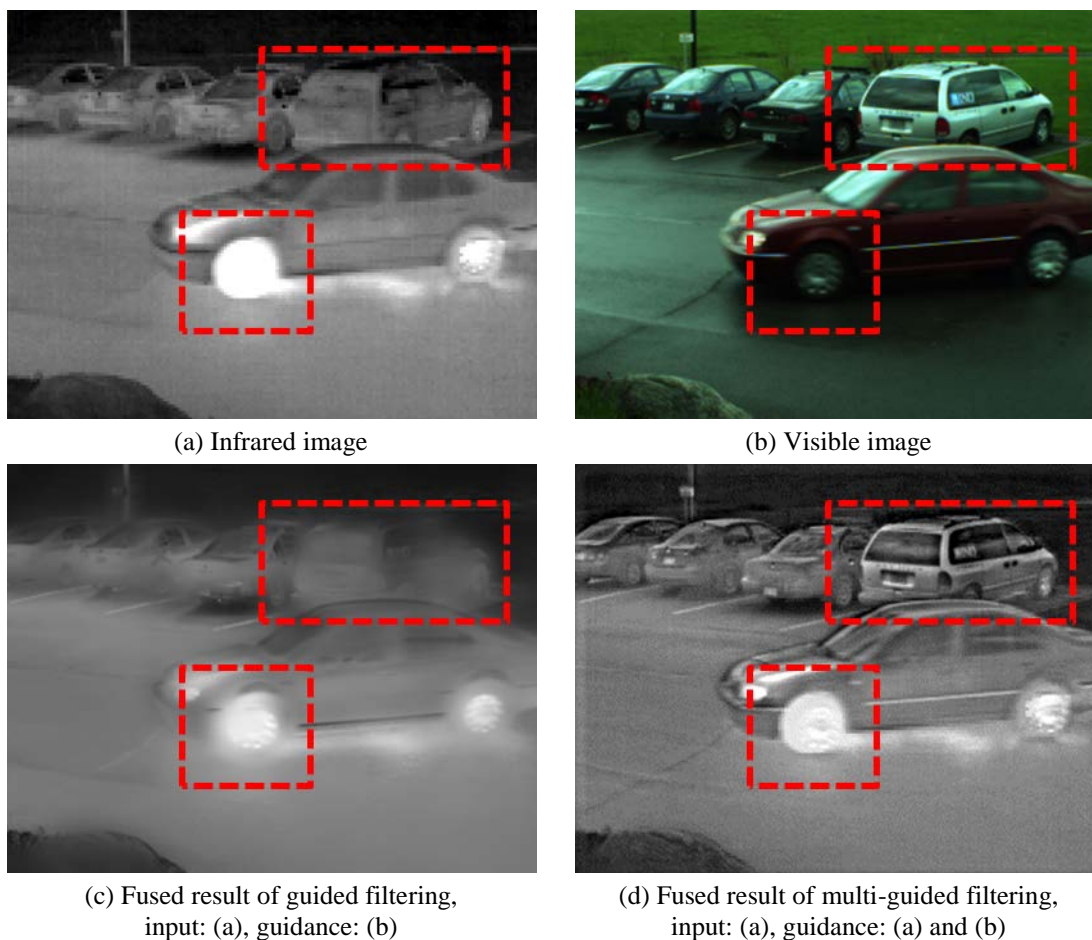 (a) Infrared image
(b) Visible image
(c) Fused result of guided filtering,
input: (a), guidance: (b)
(d) Fused result of multi-guided filtering,
input: (a), guidance: (a) and (b)